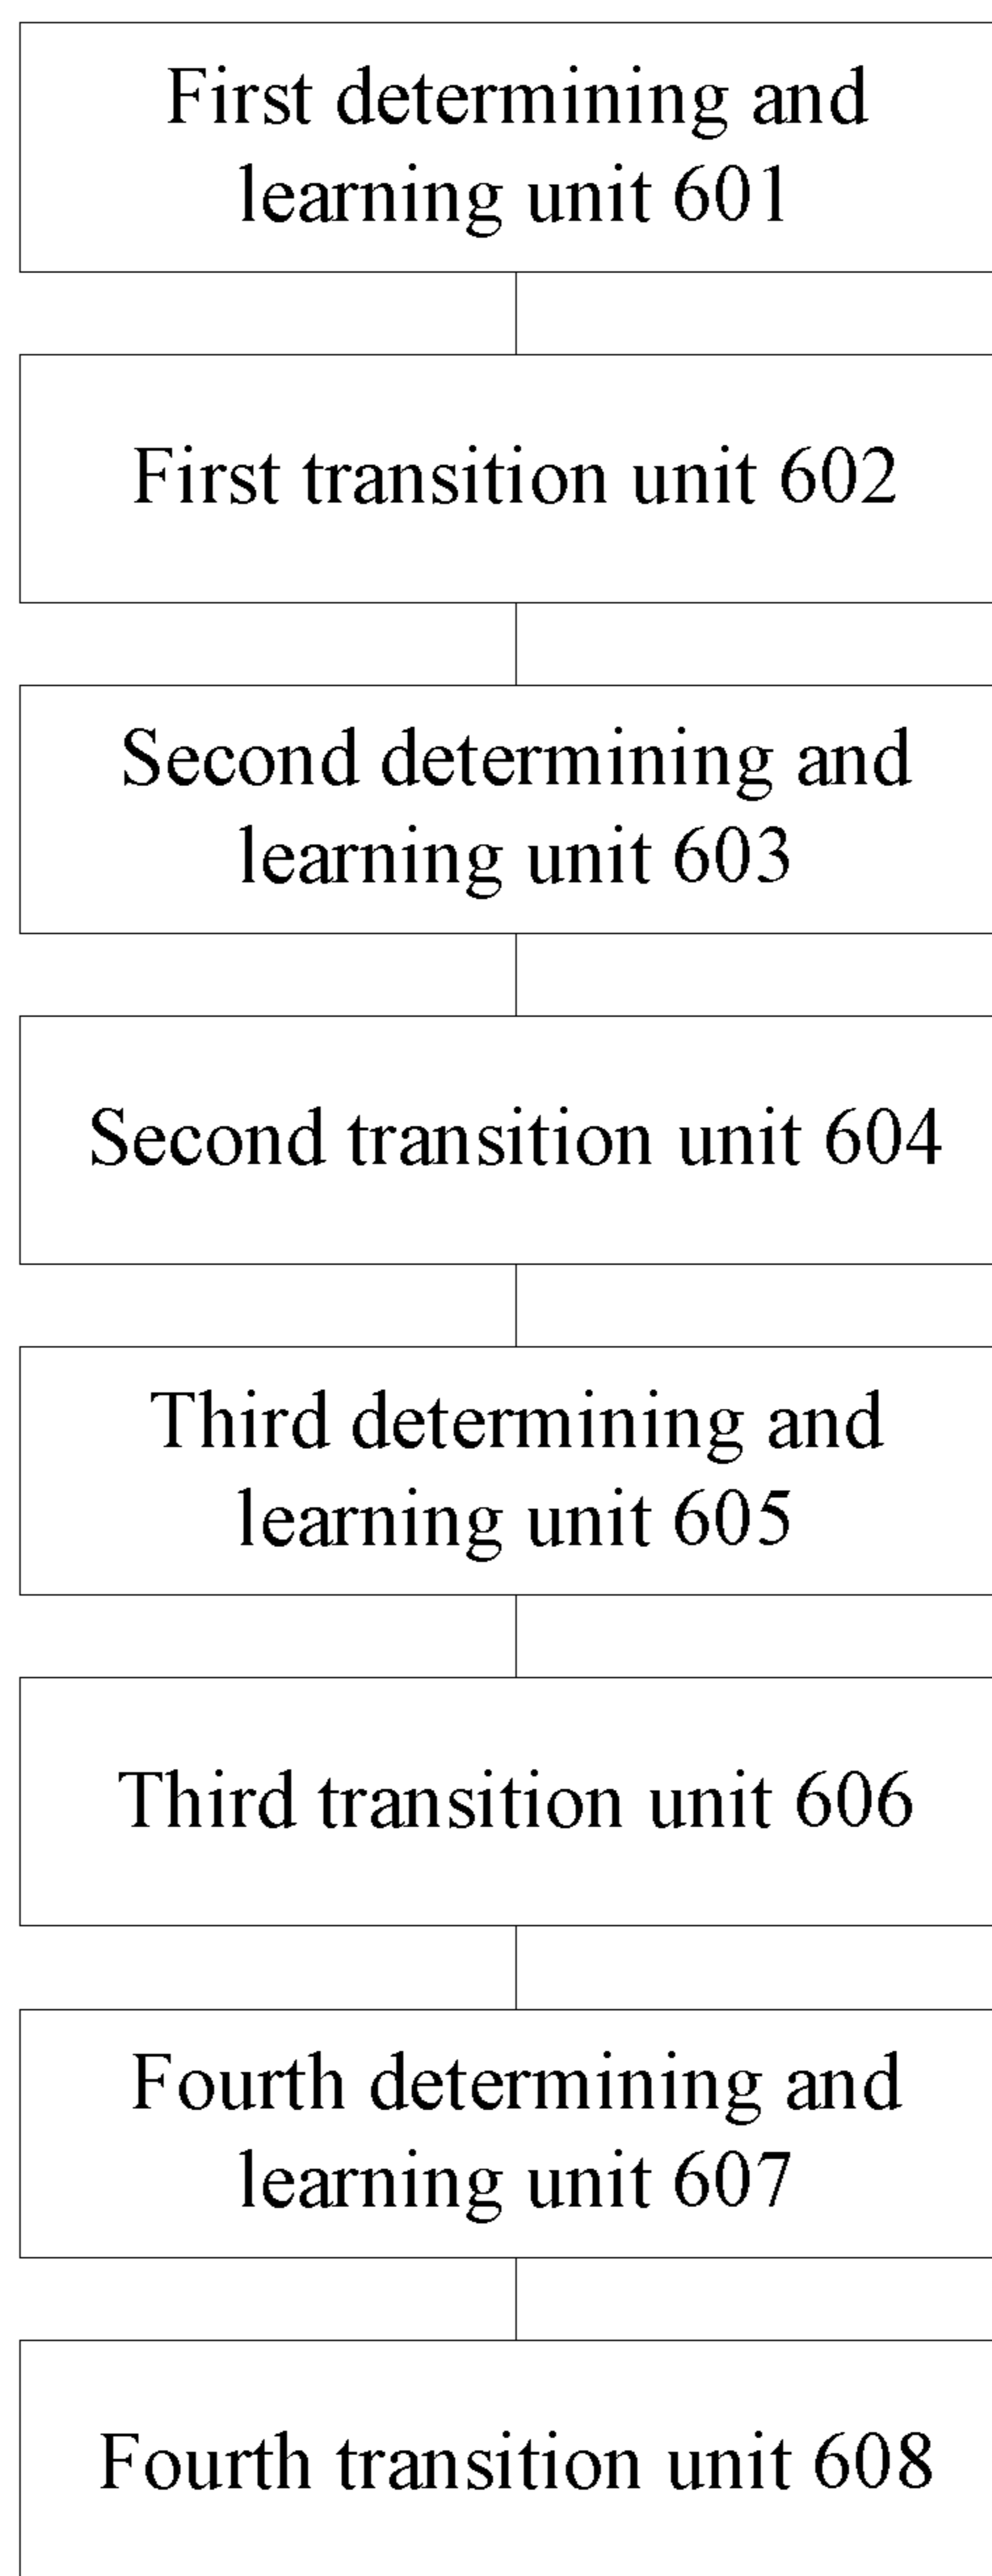 First determining and
learning unit 601
First transition unit 602
Second determining and
learning unit 603
Second transition unit 604
Third determining and
learning unit 605
Third transition unit 606
Fourth determining and
learning unit 607
Fourth transition unit 608